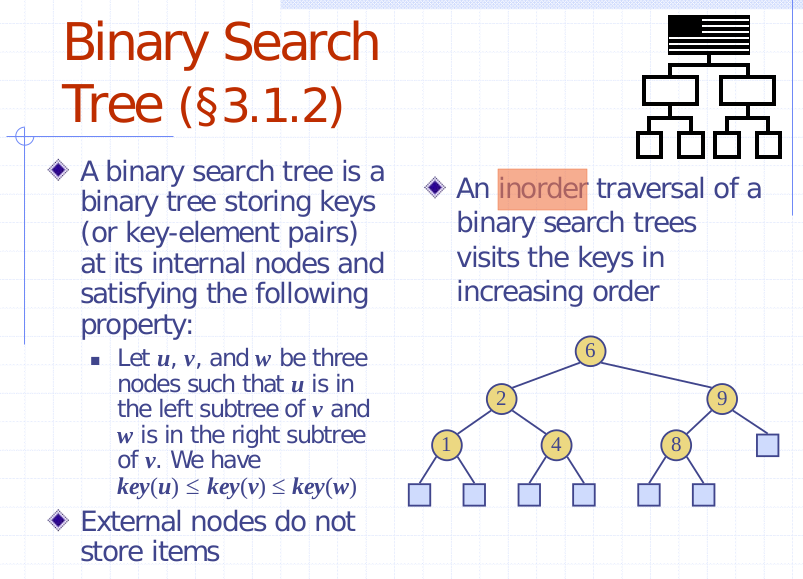 Binary Search
Tree (§3.1.2)
A binary search tree is a
binary tree storing keys
(or key-element pairs)
at its internal nodes and
satisfying the following
property:
Let u, v, and w be three
nodes such that u is in
the left subtree of v and
w is in the right subtree
of v. We have
key(u) ≤ key(v) ≤ key(w)
External nodes do not
store items
An inorder traversal of a
binary search trees
visits the keys in
increasing order
6
2
9
1
4
8